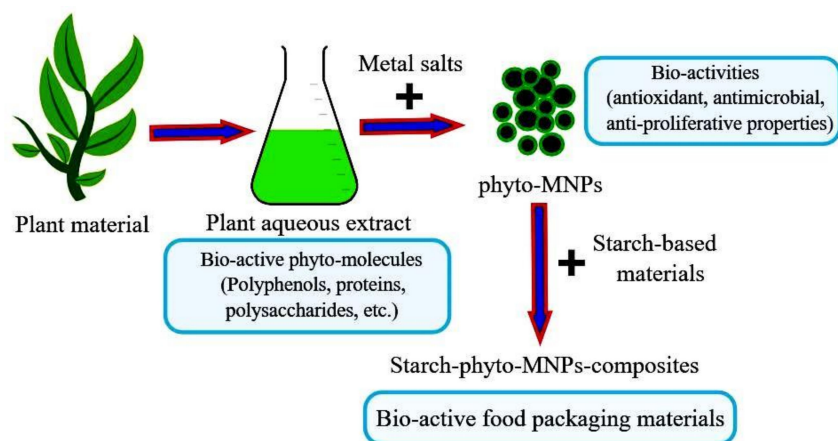 Metal salts
+
Bio-activities
(antioxidant, antimicrobial,
anti-proliferative properties)
Plant material
Plant aqueous extract
phyto-MNPs
Bio-active phyto-molecules
(Polyphenols, proteins,
polysaccharides, etc.)
+
Starch-based
materials
Starch-phyto-MNPs-composites
Bio-active food packaging materials